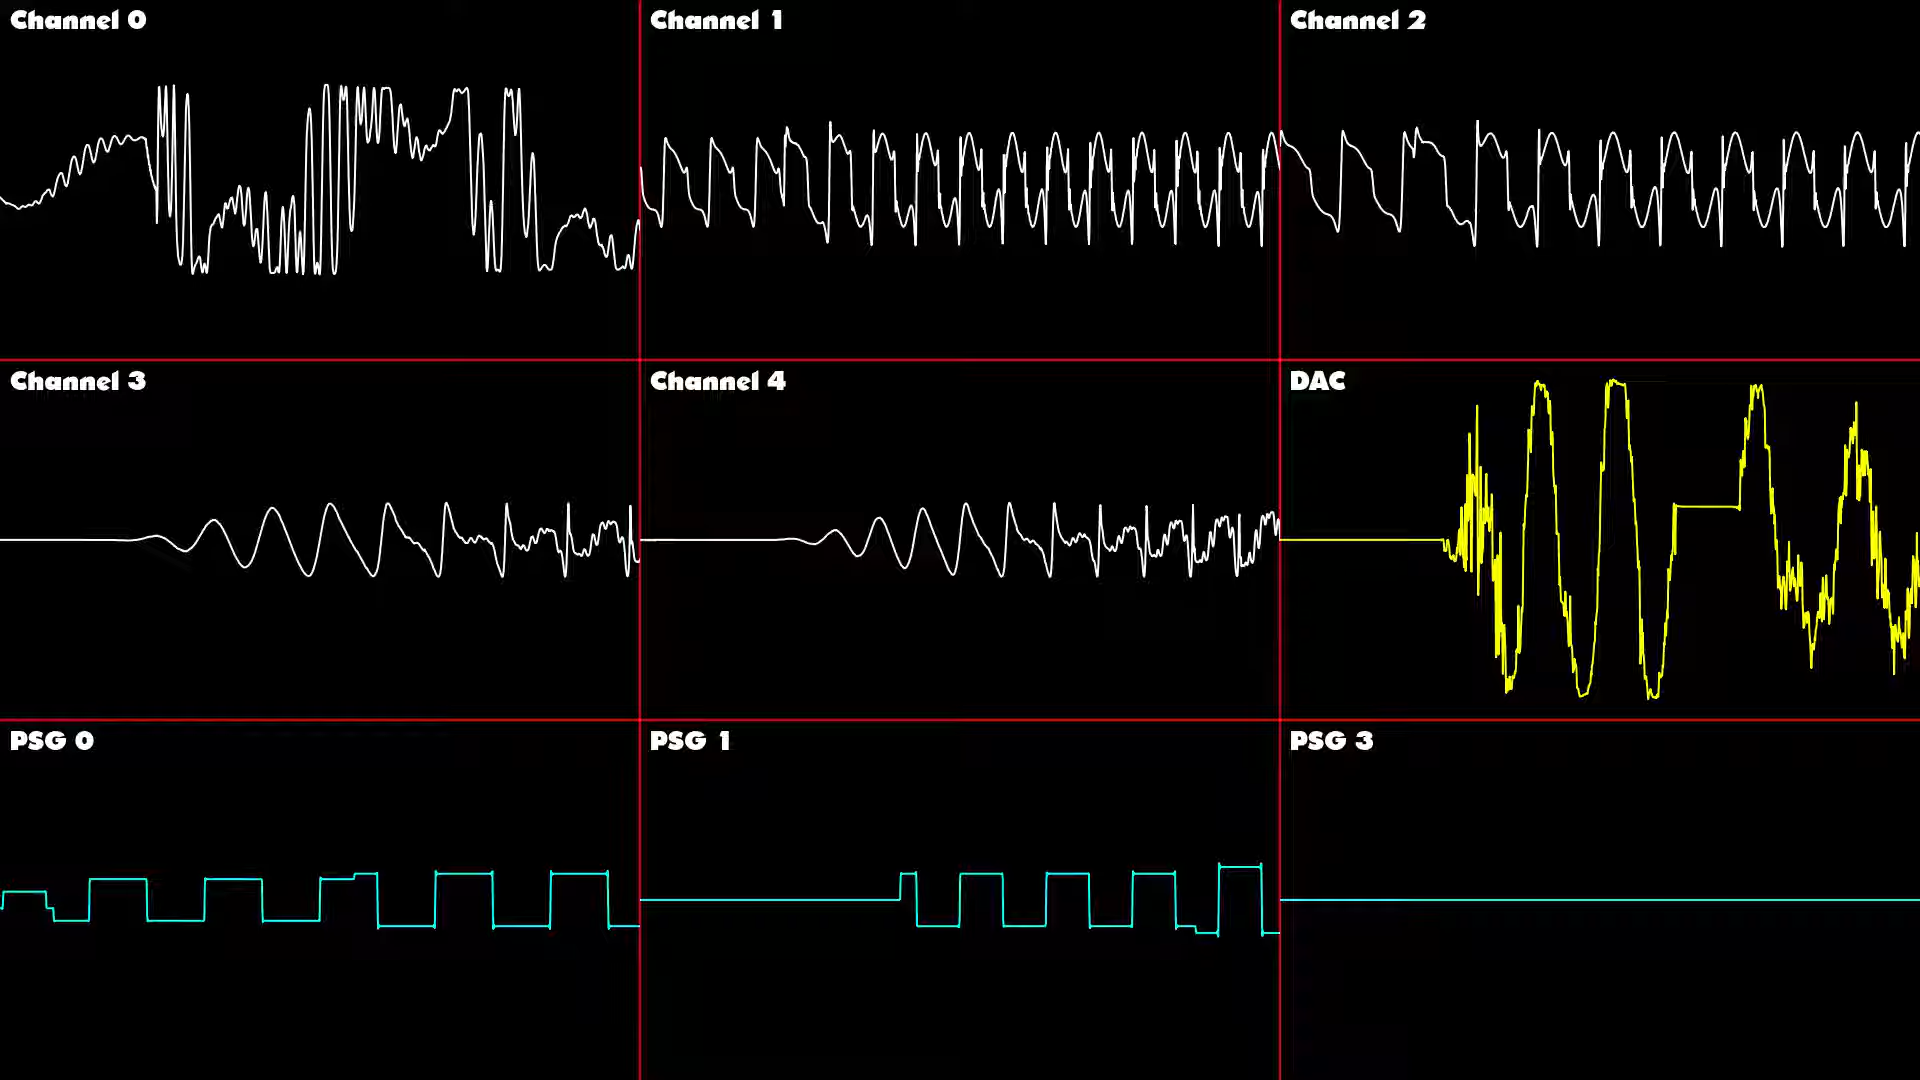 Channel 0
Channel 1
Channel 2
Channel 3
Channel 4
DAC
PSG 0
PSG 1
PSG 3